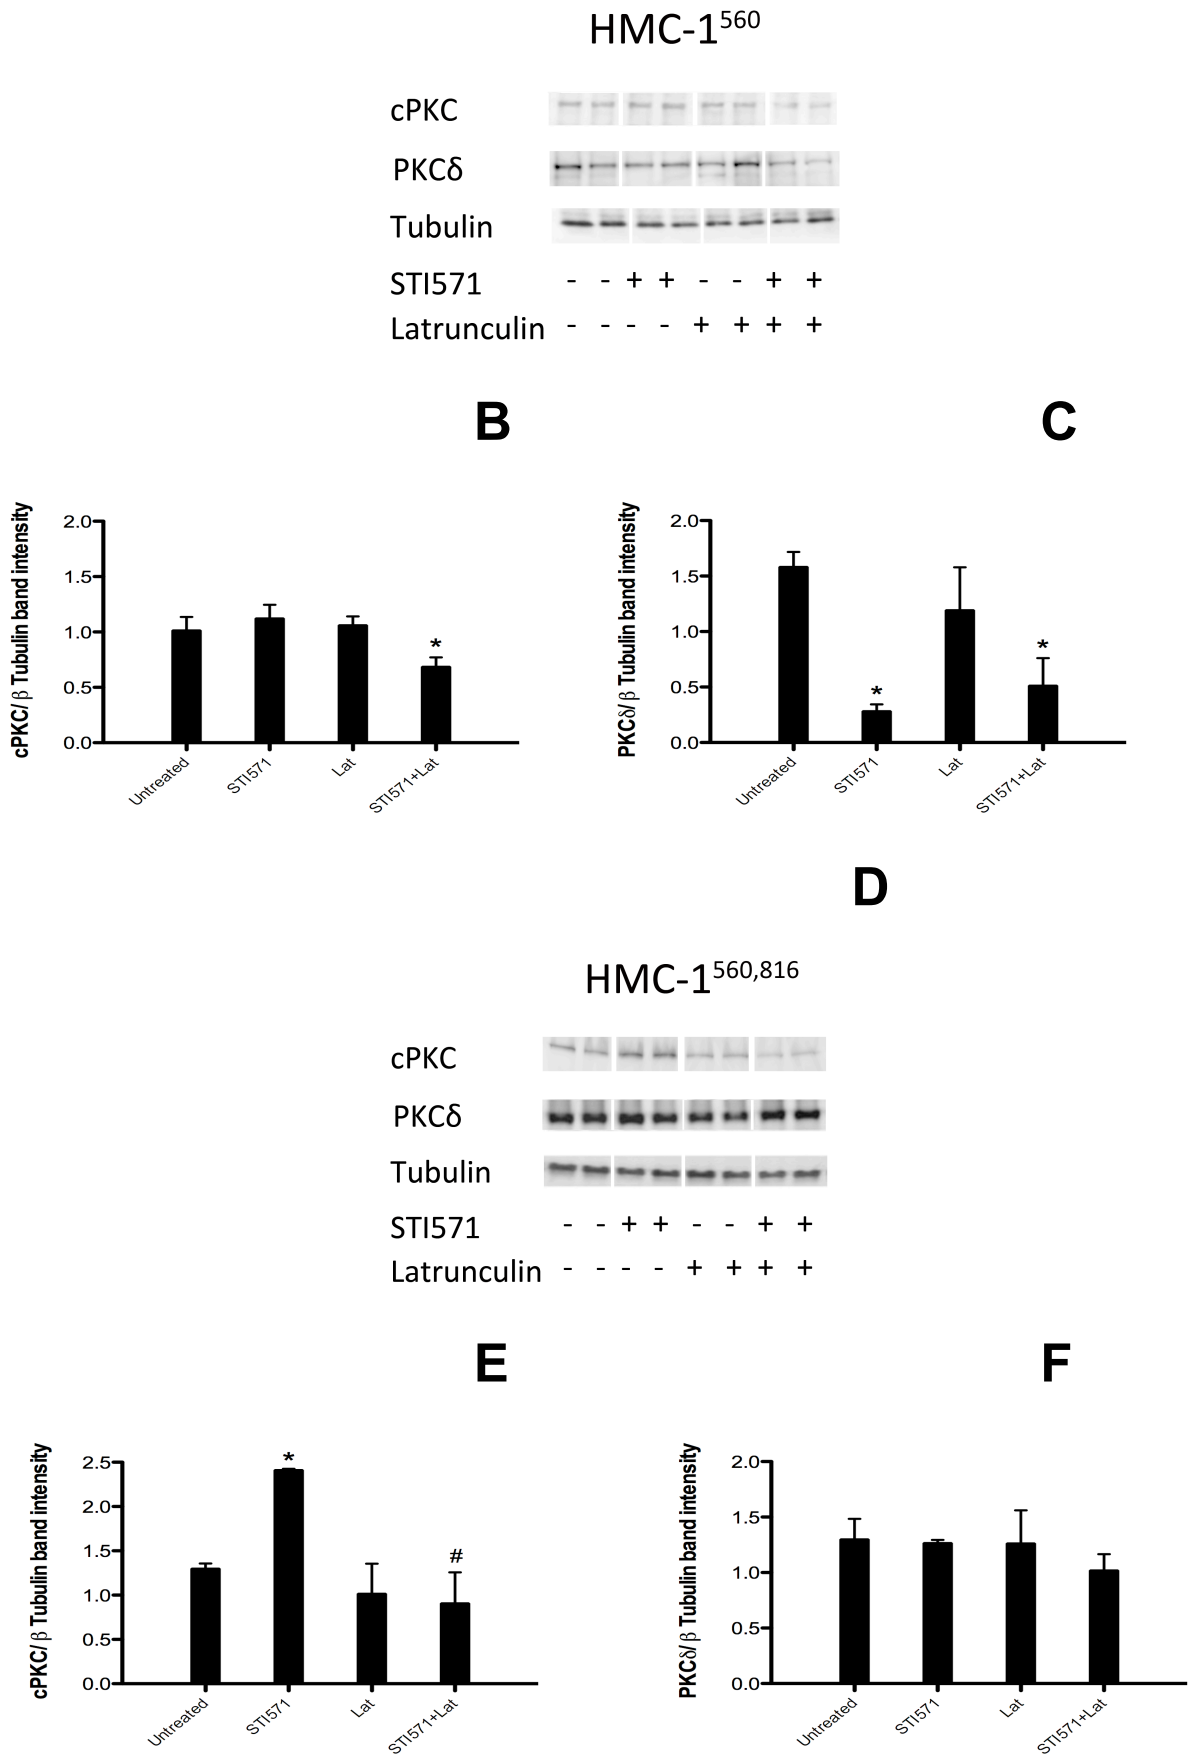 HMC-1⁵⁶⁰
cPKC
PKCδ
Tubulin
STI571 - - + + - - + +
Latrunculin - - - - + + + +
B
C
cPKC/ β Tubulin band intensity
2.0
1.5
1.0
0.5
0.0
*
Untreated
STI571
Lat
STI571+Lat
PKCδ/ β Tubulin band intensity
2.0
1.5
1.0
0.5
0.0
*
*
Untreated
STI571
Lat
STI571+Lat
D
HMC-1⁵⁶⁰,⁸¹⁶
cPKC
PKCδ
Tubulin
STI571 - - + + - - + +
Latrunculin - - - - + + + +
E
F
cPKC/ β Tubulin band intensity
2.5
2.0
1.5
1.0
0.5
0.0
*
#
Untreated
STI571
Lat
STI571+Lat
PKCδ/ β Tubulin band intensity
2.0
1.5
1.0
0.5
0.0
Untreated
STI571
Lat
STI571+Lat